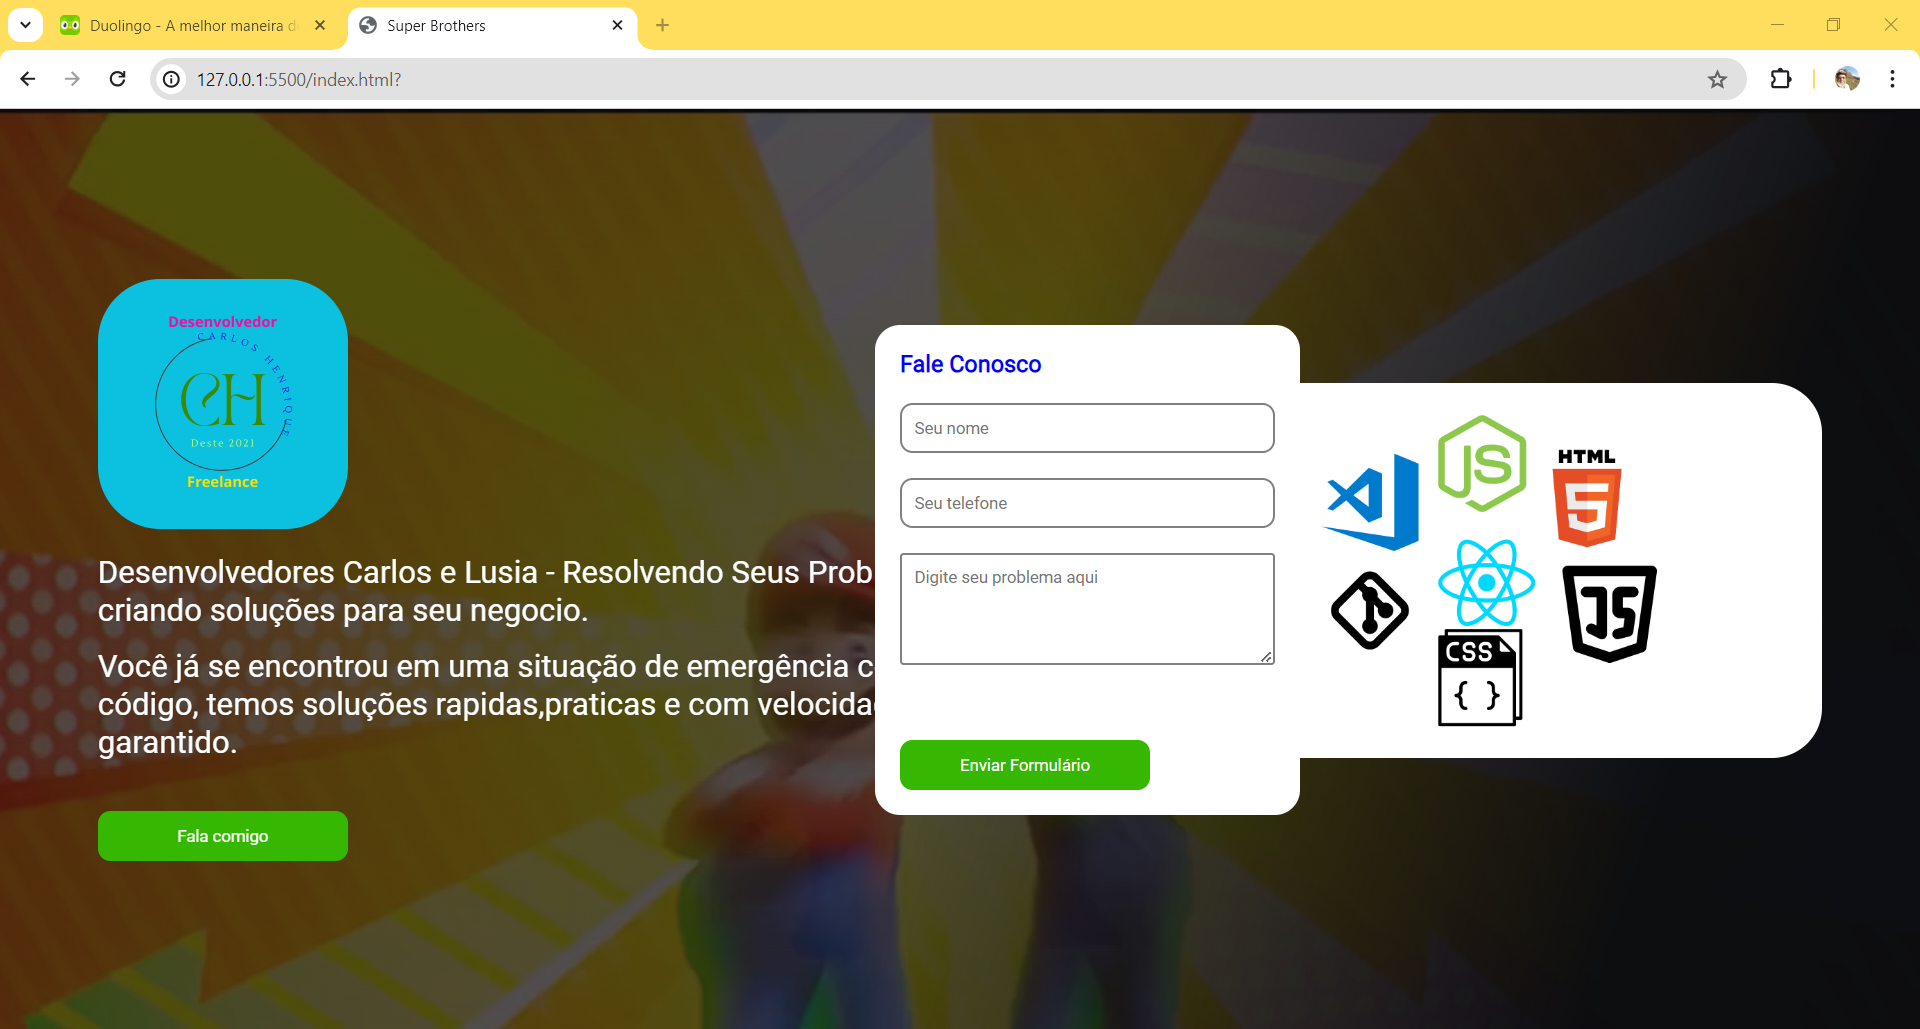 Duolingo - A melhor maneira d
Super Brothers
127.0.0.1:5500/index.html?
Desenvolvedor
CARLOS HENRIQUE
CH
Deste 2021
Freelance
Desenvolvedores Carlos e Lusia - Resolvendo Seus Prob
criando soluções para seu negocio.
Você já se encontrou em uma situação de emergência c
código, temos soluções rapidas,praticas e com velocida
garantido.
Fala comigo
Fale Conosco
Seu nome
Seu telefone
Digite seu problema aqui
Enviar Formulário
JS
HTML
5
JS
CSS
{ }